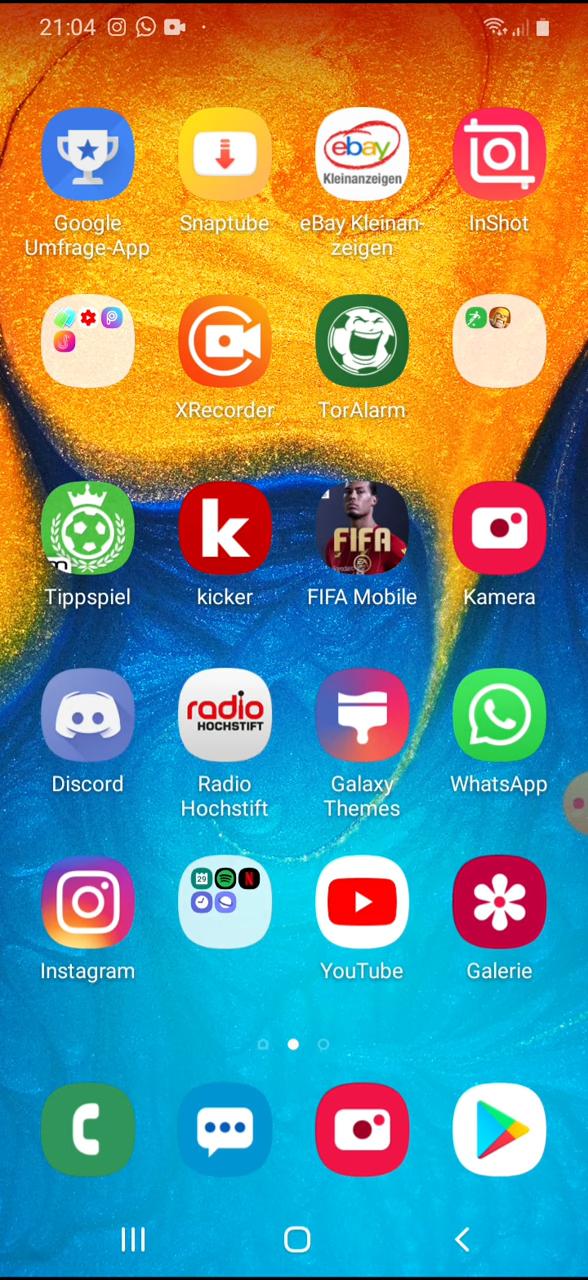 21:04
ebay
Kleinanzeigen
Google
Umfrage-App
Snaptube
eBay Kleinan-
zeigen
InShot
XRecorder
TorAlarm
k
FIFA
Tippspiel
kicker
FIFA Mobile
Kamera
radio
HOCHSTIFT
Discord
Radio
Hochstift
Galaxy
Themes
WhatsApp
29
N
Instagram
YouTube
Galerie